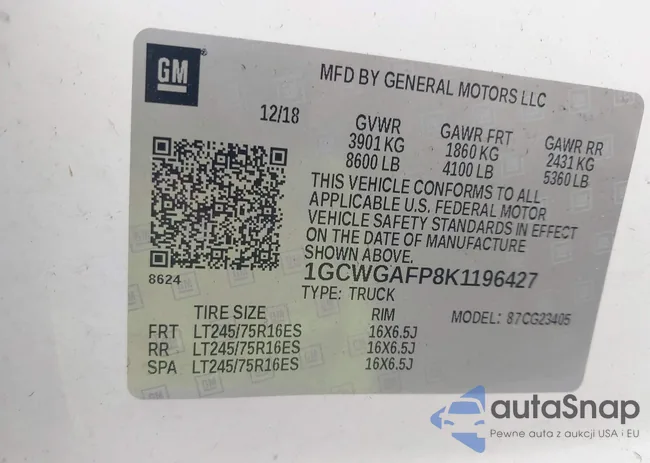 GM
MFD BY GENERAL MOTORS LLC
12/18
GVWR
3901 KG
8600 LB
GAWR FRT
1860 KG
4100 LB
GAWR RR
2431 KG
5360 LB
THIS VEHICLE CONFORMS TO ALL
APPLICABLE U.S. FEDERAL MOTOR
VEHICLE SAFETY STANDARDS IN EFFECT
ON THE DATE OF MANUFACTURE
SHOWN ABOVE.
8624
1GCWGAFP8K1196427
TYPE: TRUCK
MODEL: 87CG23405
TIRE SIZE RIM
FRT LT245/75R16ES 16X6.5J
RR LT245/75R16ES 16X6.5J
SPA LT245/75R16ES 16X6.5J
autaSnap
Pewne auta z aukcji USA i EU